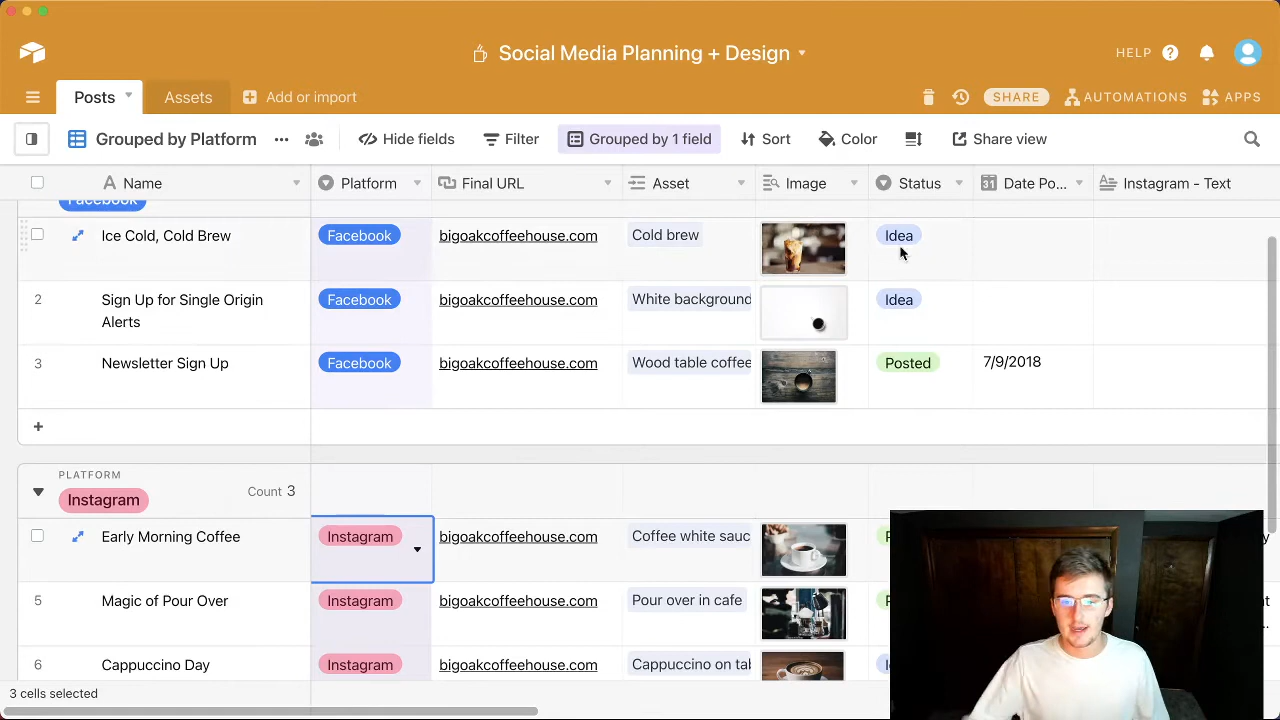 Social Media Planning + Design
HELP
Posts
Assets
Add or import
SHARE
AUTOMATIONS
APPS
Grouped by Platform
Hide fields
Filter
Grouped by 1 field
Sort
Color
Share view
Name
Platform
Final URL
Asset
Image
Status
31
Date Po...
Instagram - Text
Facebook
Ice Cold, Cold Brew
Facebook
bigoakcoffeehouse.com
Cold brew
Idea
2
Sign Up for Single Origin
Alerts
Facebook
bigoakcoffeehouse.com
White background
Idea
3
Newsletter Sign Up
Facebook
bigoakcoffeehouse.com
Wood table coffee
Posted
7/9/2018
PLATFORM
Instagram
Count 3
Early Morning Coffee
Instagram
bigoakcoffeehouse.com
Coffee white sauc
5
Magic of Pour Over
Instagram
bigoakcoffeehouse.com
Pour over in cafe
6
Cappuccino Day
Instagram
bigoakcoffeehouse.com
Cappuccino on tab
3 cells selected